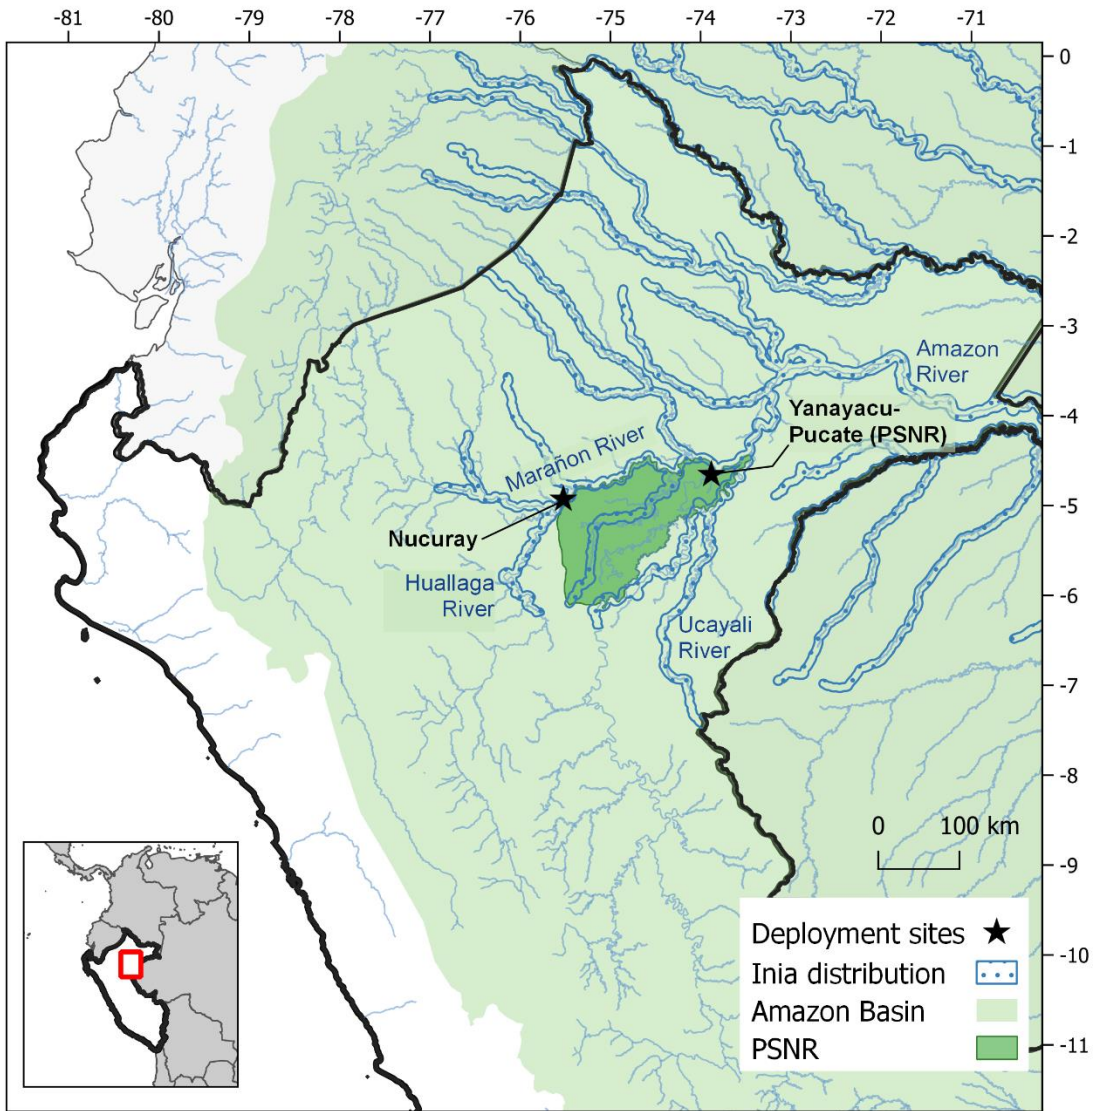 -81 -80 -79 -78 -77 -76 -75 -74 -73 -72 -71
0
-1
-2
-3
Amazon
River
-4
Yanayacu-
Pucate (PSNR)
Marañon River
-5
Nucuray
Huallaga
River
-6
Ucayali
River
-7
-8
0 100 km
-9
Deployment sites
-10
Inia distribution
Amazon Basin
PSNR
-11